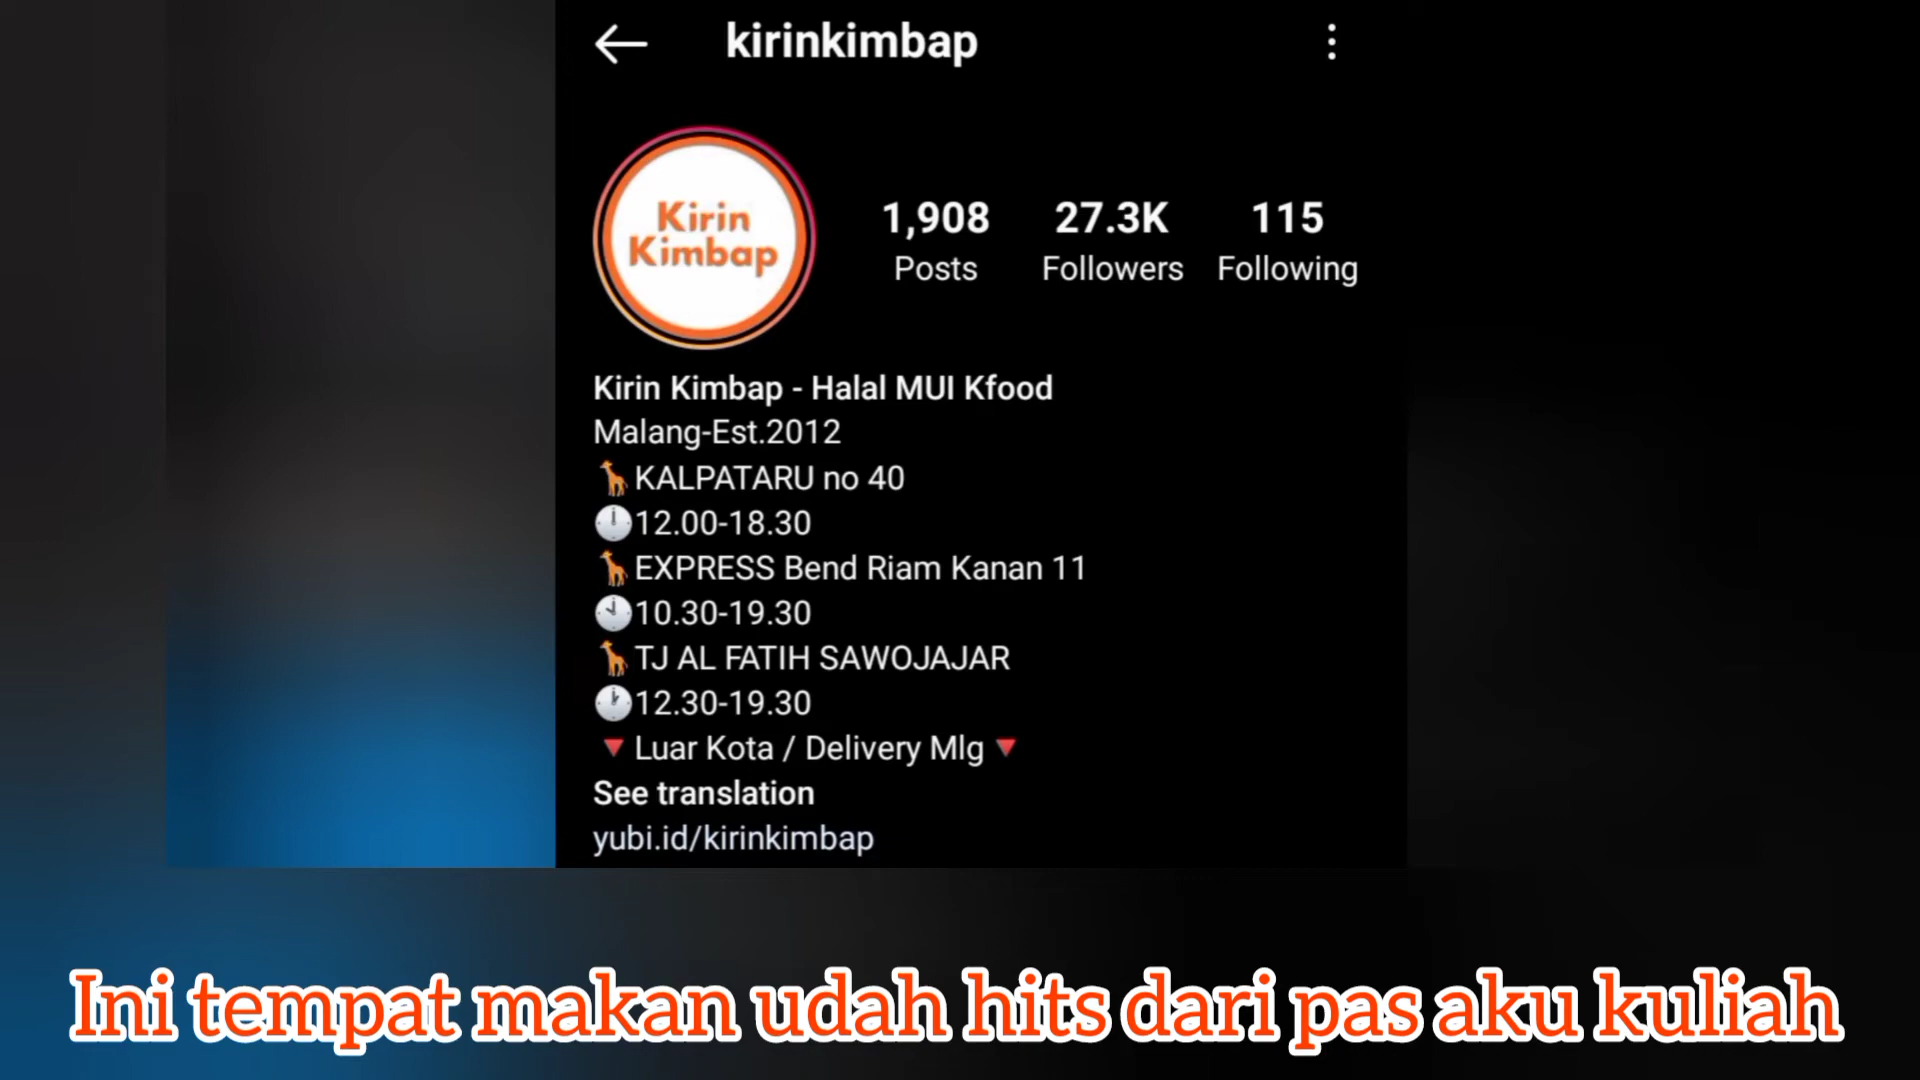 kirinkimbap
Kirin
Kimbap
1,908 27.3K 115
Posts Followers Following
Kirin Kimbap - Halal MUI Kfood
Malang-Est.2012
🦒KALPATARU no 40
🕛12.00-18.30
🦒EXPRESS Bend Riam Kanan 11
🕙10.30-19.30
🦒TJ AL FATIH SAWOJAJAR
🕐12.30-19.30
🔻Luar Kota / Delivery Mlg🔻
See translation
yubi.id/kirinkimbap
Ini tempat makan udah hits dari pas aku kuliah